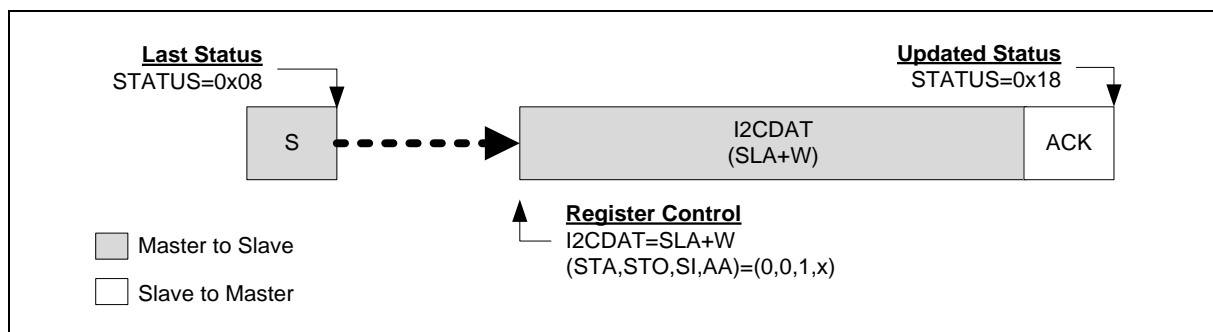 Last Status
STATUS=0x08
Updated Status
STATUS=0x18
S
I2CDAT
(SLA+W)
ACK
Register Control
I2CDAT=SLA+W
(STA,STO,SI,AA)=(0,0,1,x)
Master to Slave
Slave to Master